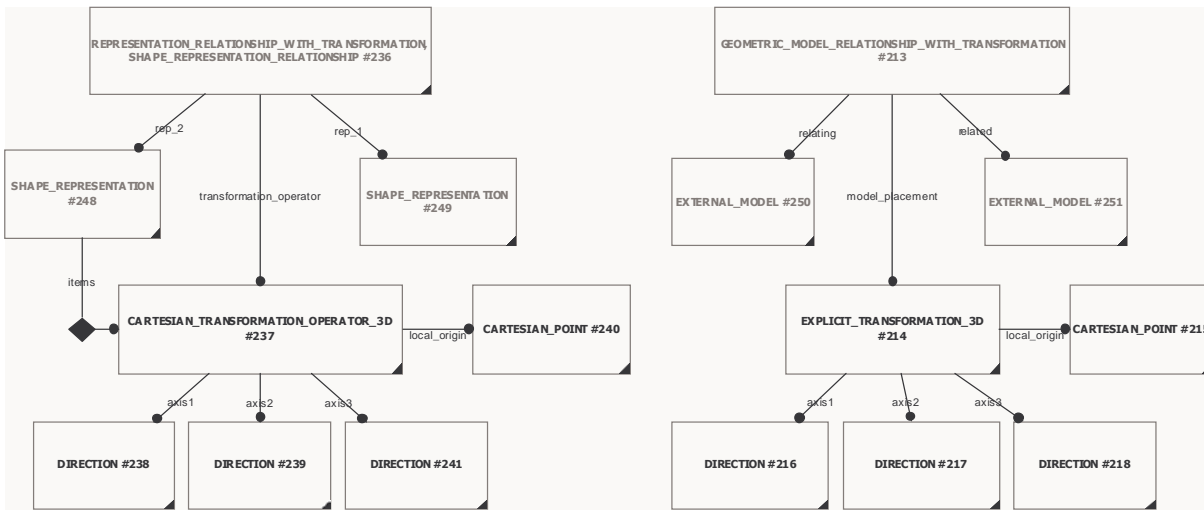 REPRESENTATION_RELATIONSHIP_WITH_TRANSFORMATION,
SHAPE_REPRESENTATION_RELATIONSHIP #236
rep_2
rep_1
SHAPE_REPRESENTATION
#248
transformation_operator
SHAPE_REPRESENTATION
#249
items
CARTESIAN_TRANSFORMATION_OPERATOR_3D
#237
local_origin
CARTESIAN_POINT #240
axis1
axis2
axis3
DIRECTION #238
DIRECTION #239
DIRECTION #241
GEOMETRIC_MODEL_RELATIONSHIP_WITH_TRANSFORMATION
#213
relating
related
EXTERNAL_MODEL #250
model_placement
EXTERNAL_MODEL #251
EXPLICIT_TRANSFORMATION_3D
#214
local_origin
CARTESIAN_POINT
axis1
axis2
axis3
DIRECTION #216
DIRECTION #217
DIRECTION #218